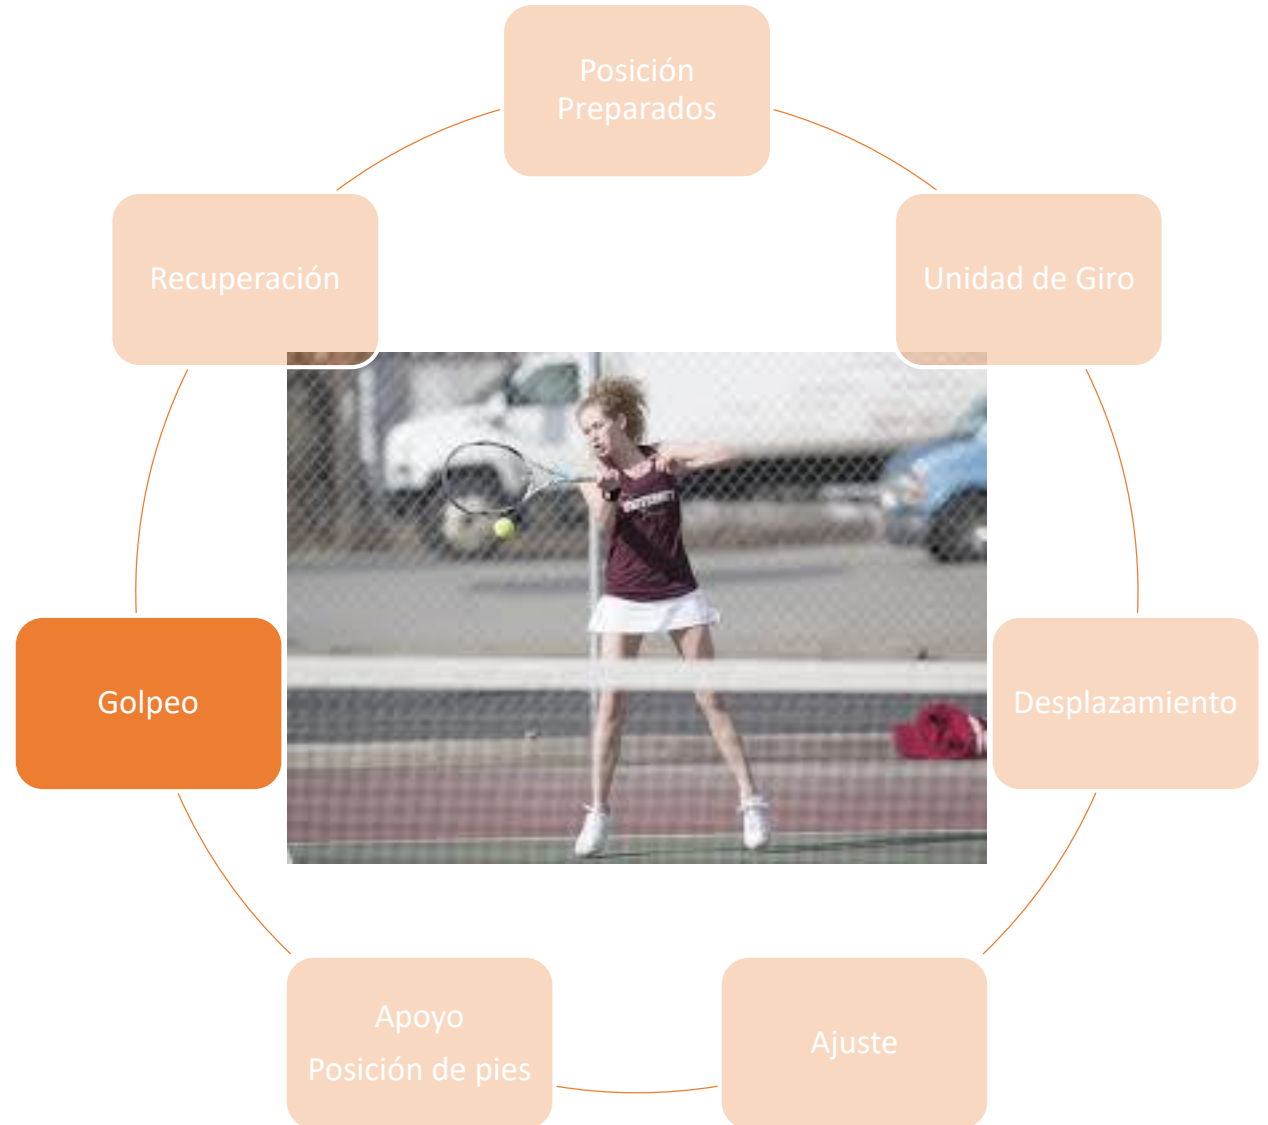 Posición
Preparados
Unidad de Giro
Desplazamiento
Ajuste
Apoyo
Posición de pies
Golpeo
Recuperación